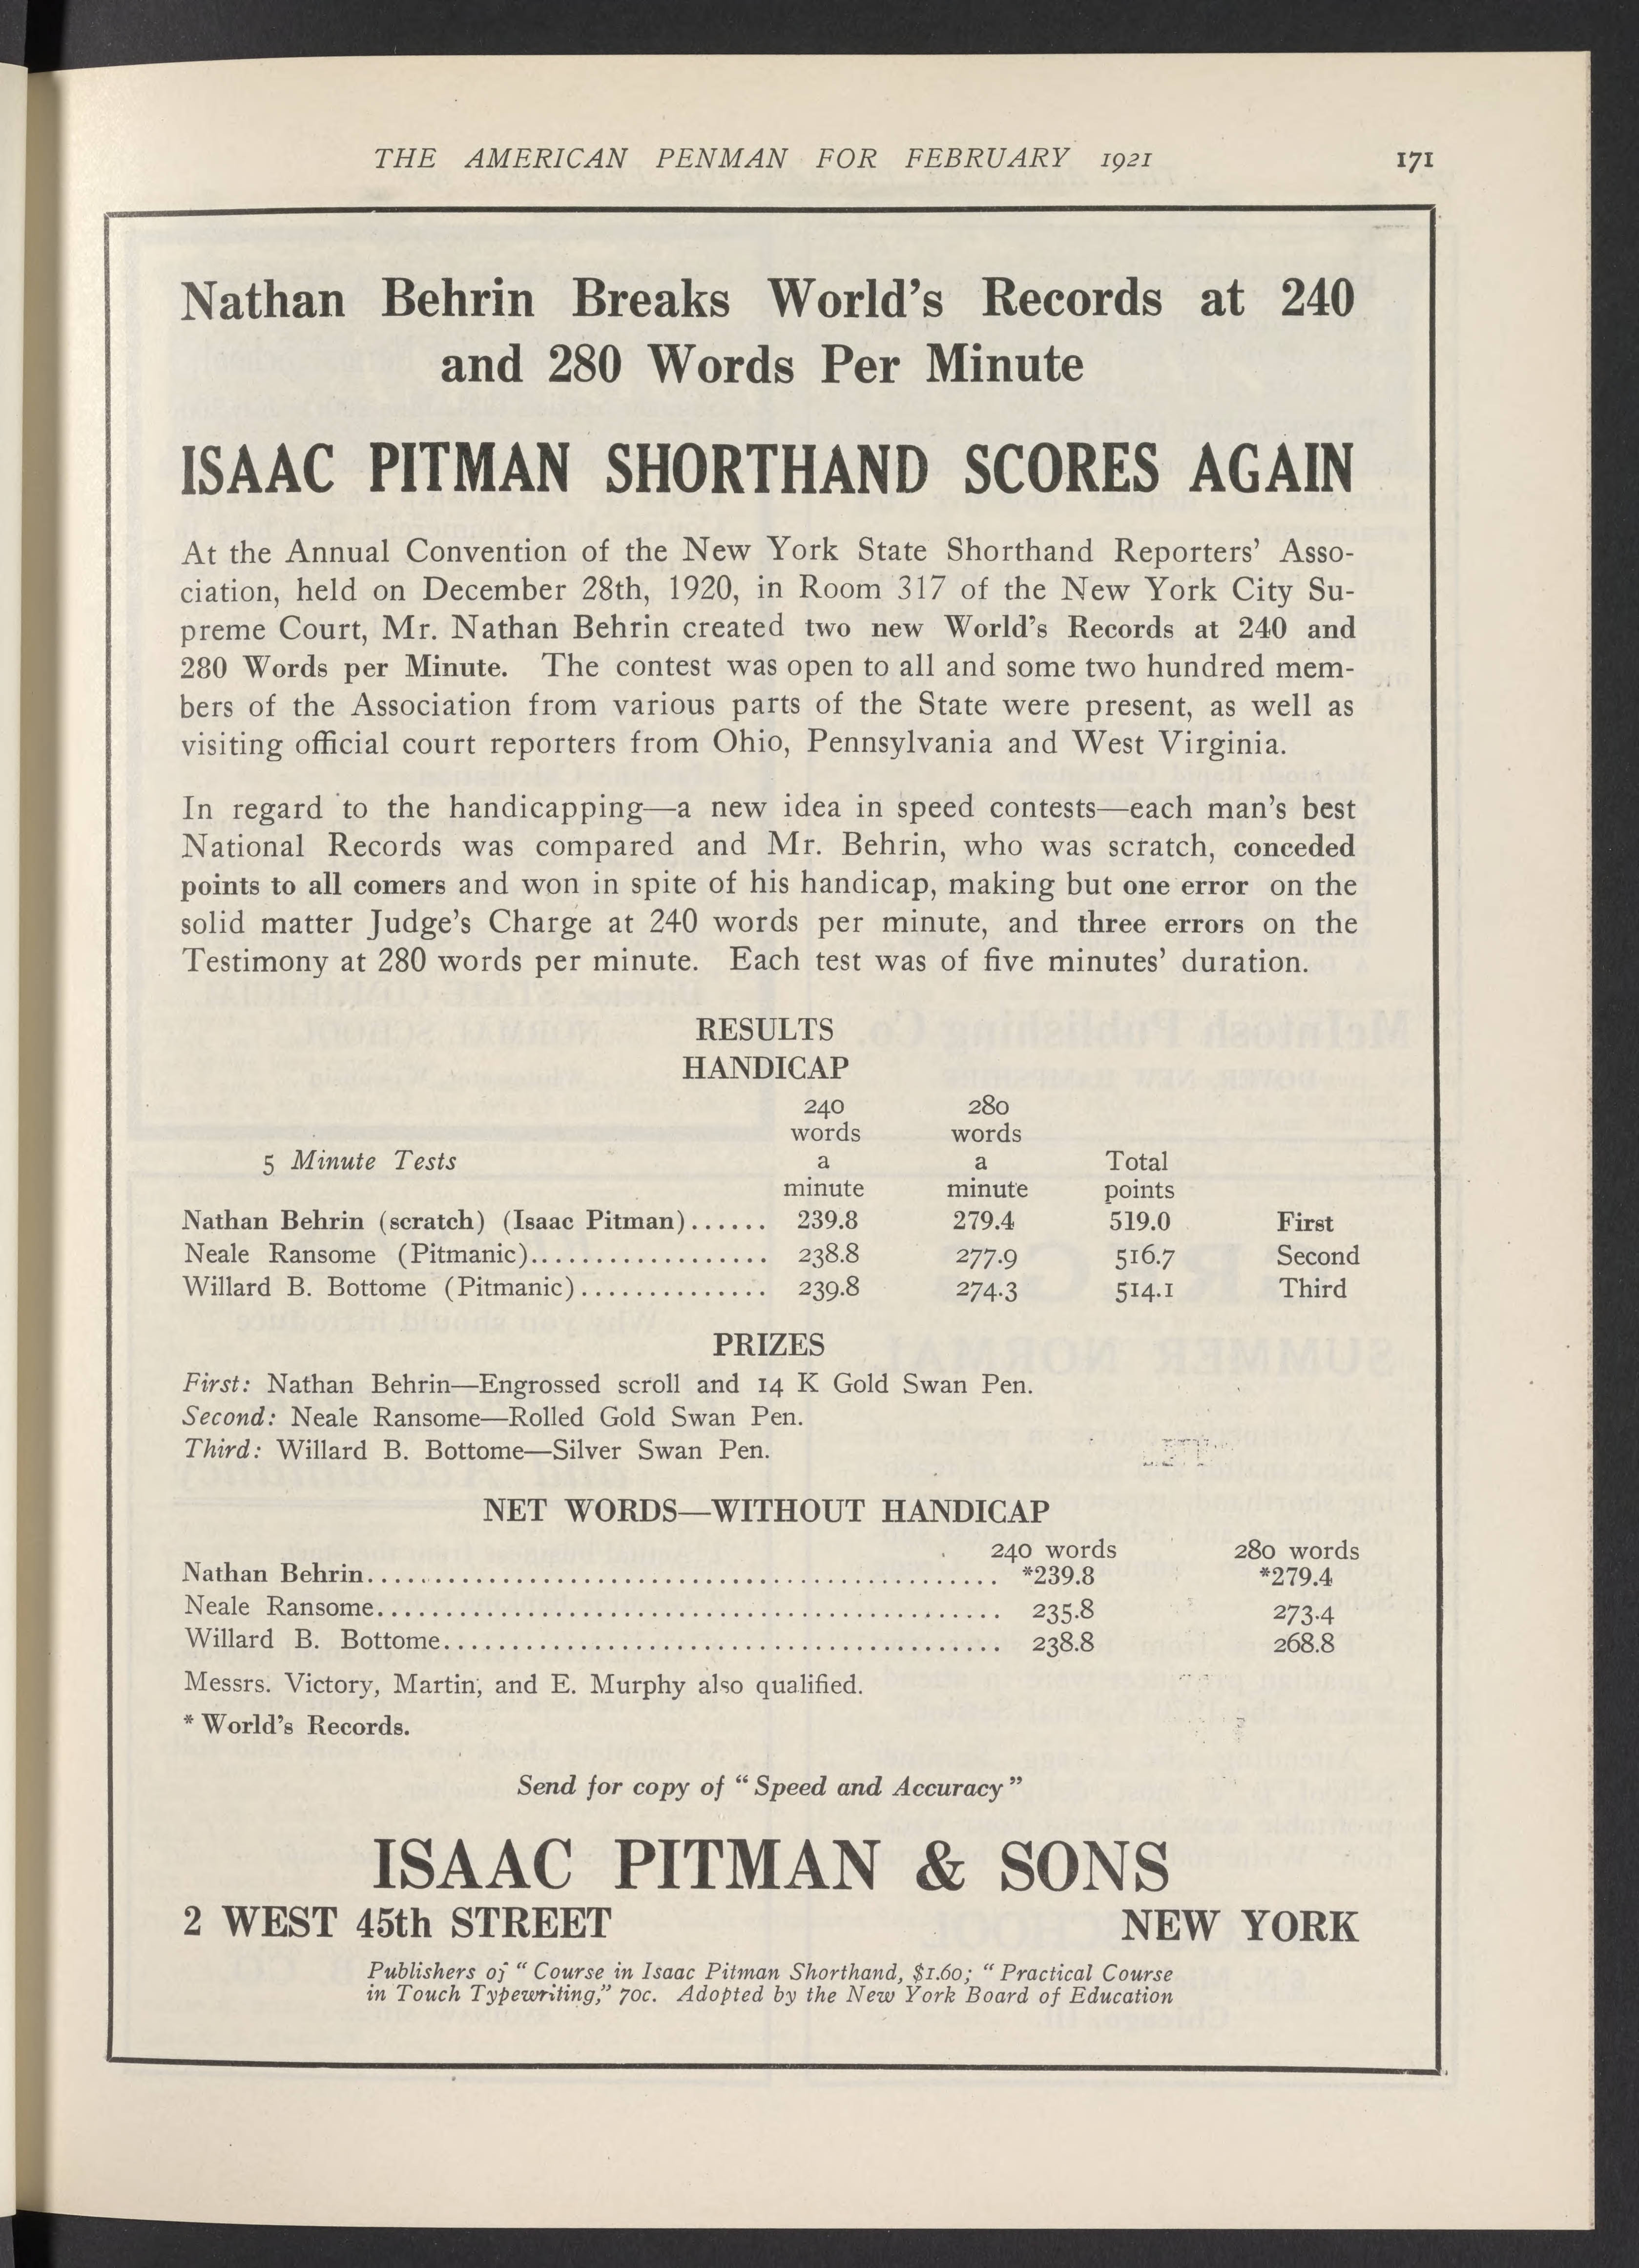 THE AMERICAN PENMAN FOR FEBRUARY 1921 171
Nathan Behrin Breaks World's Records at 240
and 280 Words Per Minute
ISAAC PITMAN SHORTHAND SCORES AGAIN
At the Annual Convention of the New York State Shorthand Reporters' Asso-
ciation, held on December 28th, 1920, in Room 317 of the New York City Su-
preme Court, Mr. Nathan Behrin created two new World's Records at 240 and
280 Words per Minute. The contest was open to all and some two hundred mem-
bers of the Association from various parts of the State were present, as well as
visiting official court reporters from Ohio, Pennsylvania and West Virginia.
In regard to the handicapping—a new idea in speed contests—each man's best
National Records was compared and Mr. Behrin, who was scratch, conceded
points to all comers and won in spite of his handicap, making but one error on the
solid matter Judge's Charge at 240 words per minute, and three errors on the
Testimony at 280 words per minute. Each test was of five minutes' duration.
RESULTS
HANDICAP
240 280
words words
5 Minute Tests a a Total
minute minute points
Nathan Behrin (scratch) (Isaac Pitman)...... 239.8 279.4 519.0 First
Neale Ransome (Pitmanic).................. 238.8 277.9 516.7 Second
Willard B. Bottome (Pitmanic).............. 239.8 274.3 514.1 Third
PRIZES
First: Nathan Behrin—Engrossed scroll and 14 K Gold Swan Pen.
Second: Neale Ransome—Rolled Gold Swan Pen.
Third: Willard B. Bottome—Silver Swan Pen.
NET WORDS—WITHOUT HANDICAP
240 words 280 words
Nathan Behrin............................................... *239.8 *279.4
Neale Ransome.............................................. 235.8 273.4
Willard B. Bottome......................................... 238.8 268.8
Messrs. Victory, Martin, and E. Murphy also qualified.
* World's Records.
Send for copy of "Speed and Accuracy"
ISAAC PITMAN & SONS
2 WEST 45th STREET NEW YORK
Publishers of "Course in Isaac Pitman Shorthand, $1.60; "Practical Course
in Touch Typewriting," 70c. Adopted by the New York Board of Education